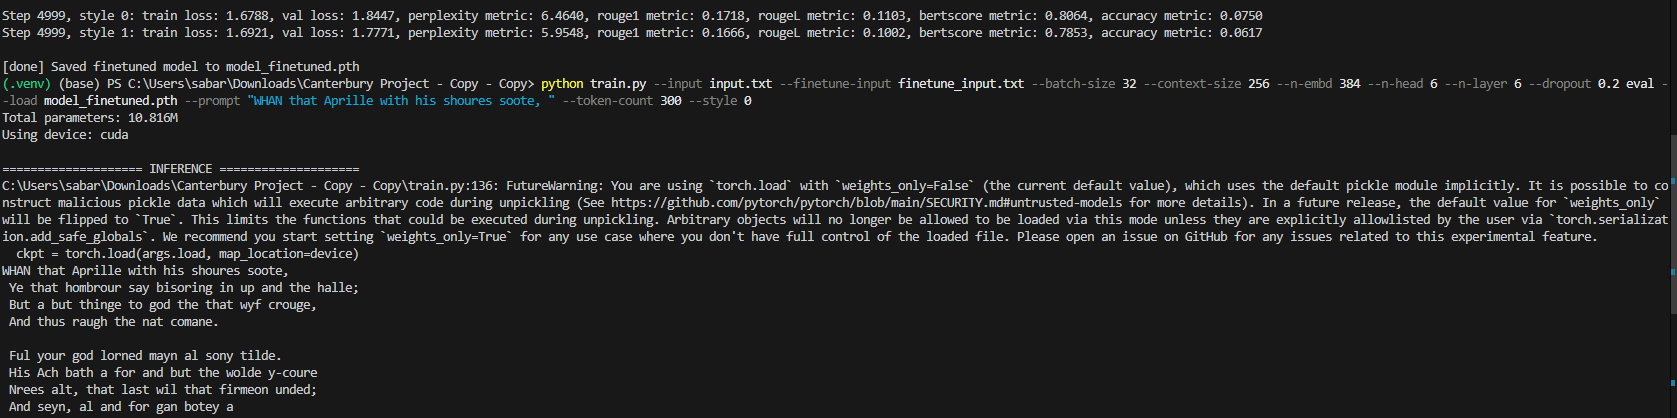 Step 4999, style 0: train loss: 1.6788, val loss: 1.8447, perplexity metric: 6.4640, rouge1 metric: 0.1718, rougeL metric: 0.1103, bertscore metric: 0.8064, accuracy metric: 0.0750
Step 4999, style 1: train loss: 1.6921, val loss: 1.7771, perplexity metric: 5.9548, rouge1 metric: 0.1666, rougeL metric: 0.1002, bertscore metric: 0.7853, accuracy metric: 0.0617
[done] Saved finetuned model to model_finetuned.pth
(.venv) (base) PS C:\Users\sabar\Downloads\Canterbury Project - Copy - Copy> python train.py --input input.txt --finetune-input finetune_input.txt --batch-size 32 --context-size 256 --n-embd 384 --n-head 6 --n-layer 6 --dropout 0.2 eval -
-load model_finetuned.pth --prompt "WHAN that Aprille with his shoures soote, " --token-count 300 --style 0
Total parameters: 10.816M
Using device: cuda
==================== INFERENCE ====================
C:\Users\sabar\Downloads\Canterbury Project - Copy - Copy\train.py:136: FutureWarning: You are using `torch.load` with `weights_only=False` (the current default value), which uses the default pickle module implicitly. It is possible to co
nstruct malicious pickle data which will execute arbitrary code during unpickling (See https://github.com/pytorch/pytorch/blob/main/SECURITY.md#untrusted-models for more details). In a future release, the default value for `weights_only`
will be flipped to `True`. This limits the functions that could be executed during unpickling. Arbitrary objects will no longer be allowed to be loaded via this mode unless they are explicitly allowlisted by the user via `torch.serializat
ion.add_safe_globals`. We recommend you start setting `weights_only=True` for any use case where you don't have full control of the loaded file. Please open an issue on GitHub for any issues related to this experimental feature.
ckpt = torch.load(args.load, map_location=device)
WHAN that Aprille with his shoures soote,
Ye that hombrour say bisoring in up and the halle;
But a but thinge to god the that wyf crouge,
And thus raugh the nat comane.
Ful your god lorned mayn al sony tilde.
His Ach bath a for and but the wolde y-coure
Nrees alt, that last wil that firmeon unded;
And seyn, al and for gan botey a